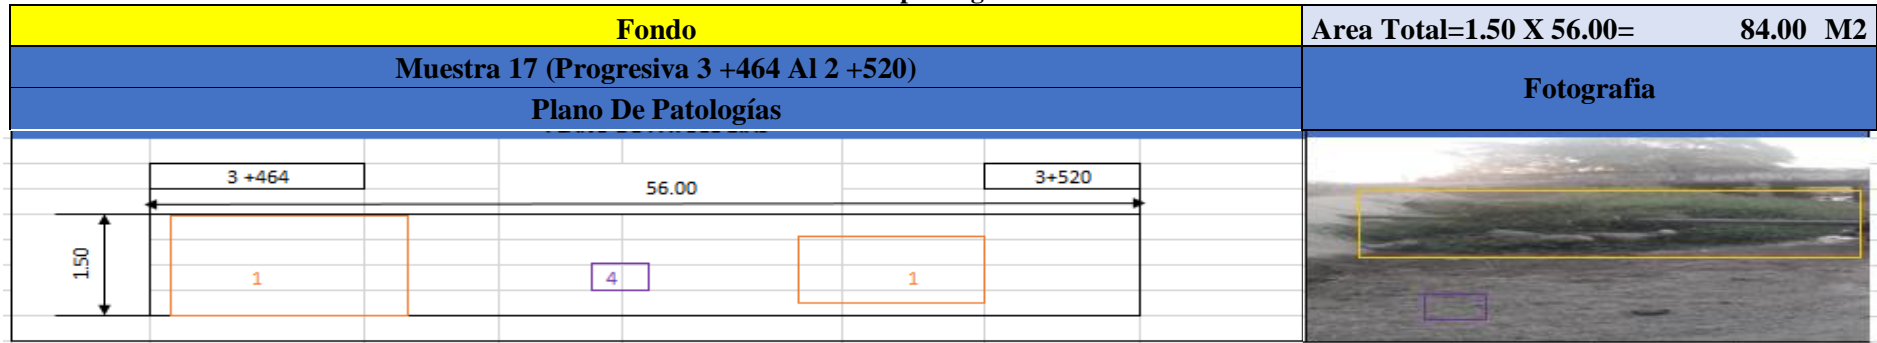 Fondo
Area Total=1.50 X 56.00= 84.00 M2
Muestra 17 (Progresiva 3 +464 Al 2 +520)
Fotografia
Plano De Patologías
3 +464
56.00
3+520
1.50
1
4
1